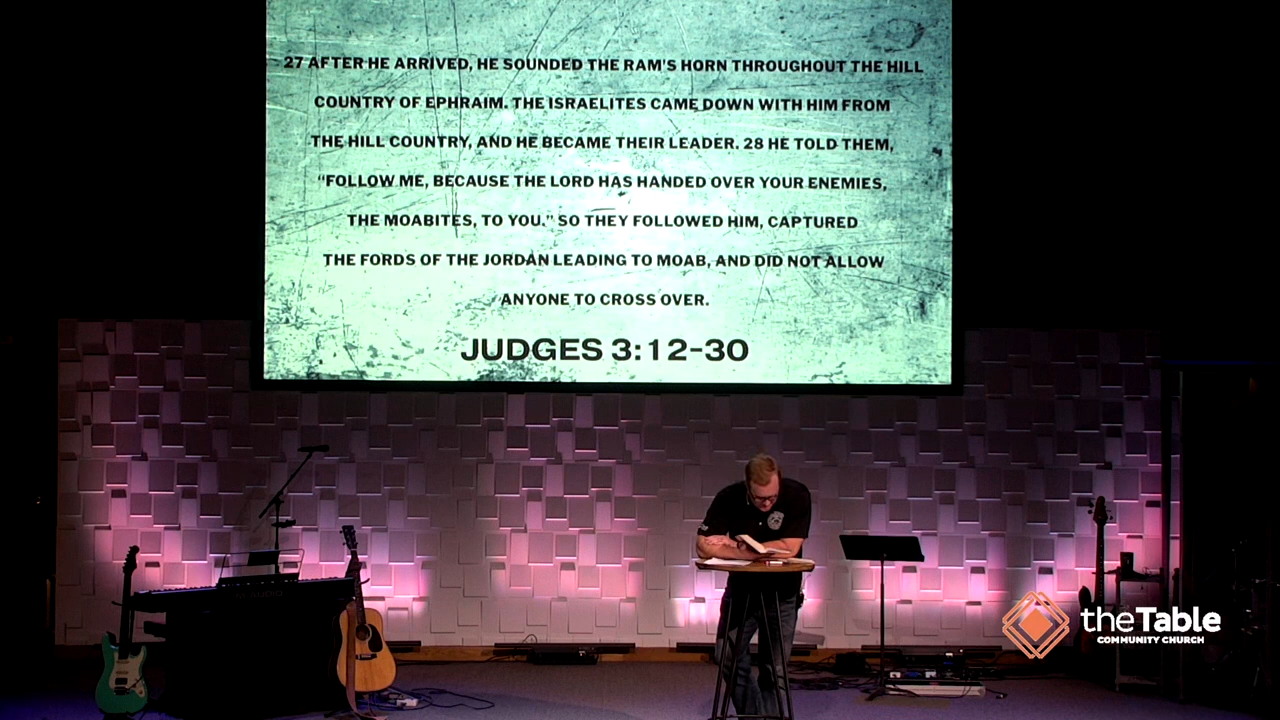 27 AFTER HE ARRIVED, HE SOUNDED THE RAM'S HORN THROUGHOUT THE HILL
COUNTRY OF EPHRAIM. THE ISRAELITES CAME DOWN WITH HIM FROM
THE HILL COUNTRY, AND HE BECAME THEIR LEADER. 28 HE TOLD THEM,
“FOLLOW ME, BECAUSE THE LORD HAS HANDED OVER YOUR ENEMIES,
THE MOABITES, TO YOU.” SO THEY FOLLOWED HIM, CAPTURED
THE FORDS OF THE JORDAN LEADING TO MOAB, AND DID NOT ALLOW
ANYONE TO CROSS OVER.
JUDGES 3:12-30
M-AUDIO
theTable
COMMUNITY CHURCH